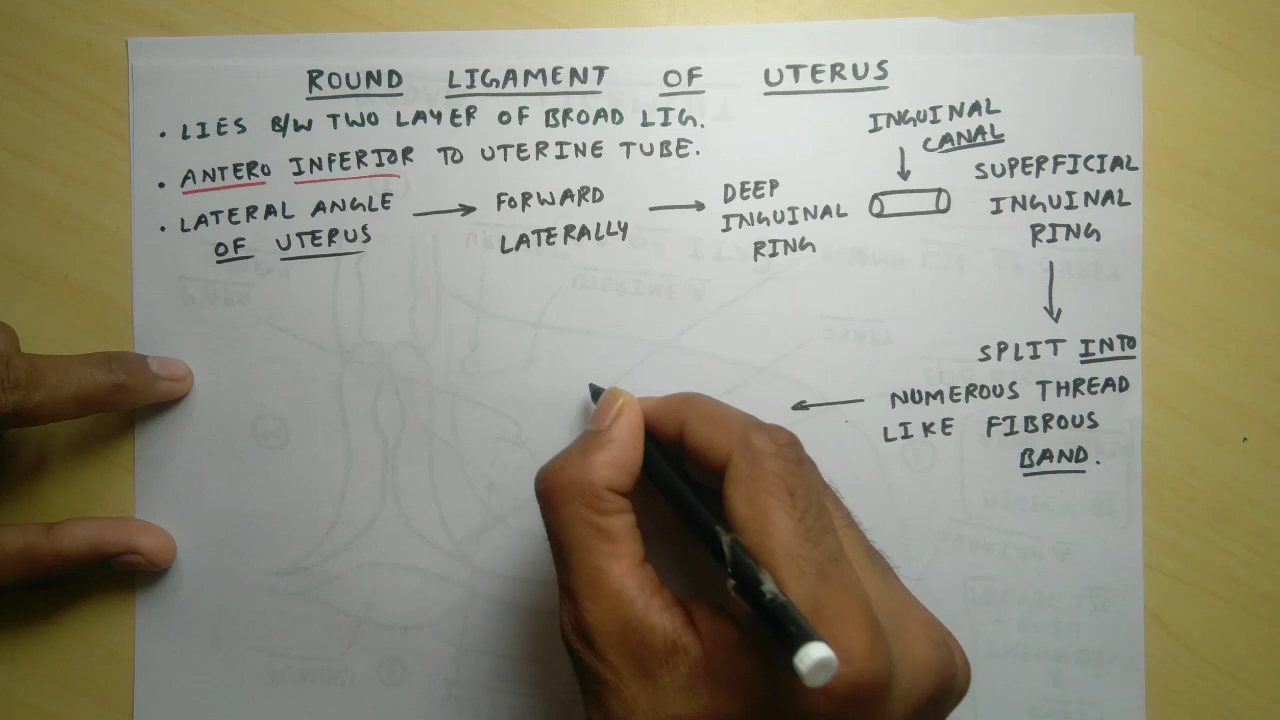 ROUND LIGAMENT OF UTERUS
• LIES B/W TWO LAYER OF BROAD LIG.
• ANTERO INFERIOR TO UTERINE TUBE.
• LATERAL ANGLE
OF UTERUS
FORWARD
LATERALLY
DEEP
INGUINAL
RING
INGUINAL
CANAL
SUPERFICIAL
INGUINAL
RING
SPLIT INTO
NUMEROUS THREAD
LIKE FIBROUS
BAND.